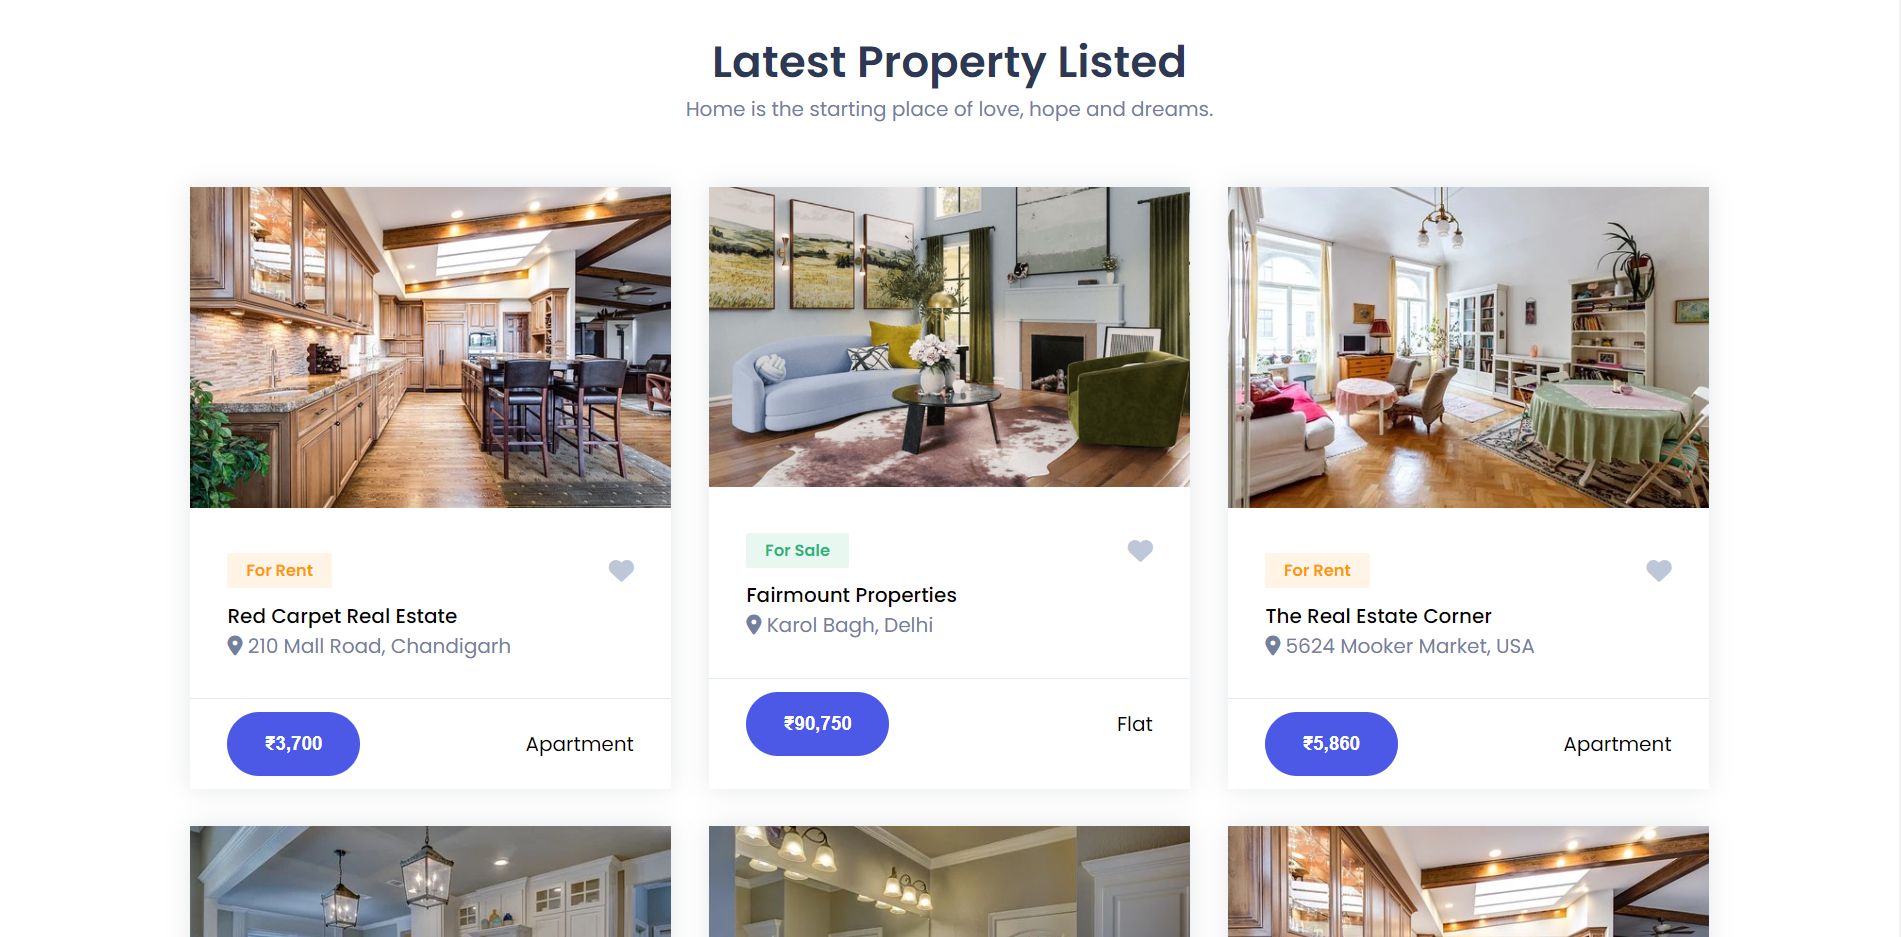 Latest Property Listed
Home is the starting place of love, hope and dreams.
For Rent
Red Carpet Real Estate
210 Mall Road, Chandigarh
₹3,700
Apartment
For Sale
Fairmount Properties
Karol Bagh, Delhi
₹90,750
Flat
For Rent
The Real Estate Corner
5624 Mooker Market, USA
₹5,860
Apartment